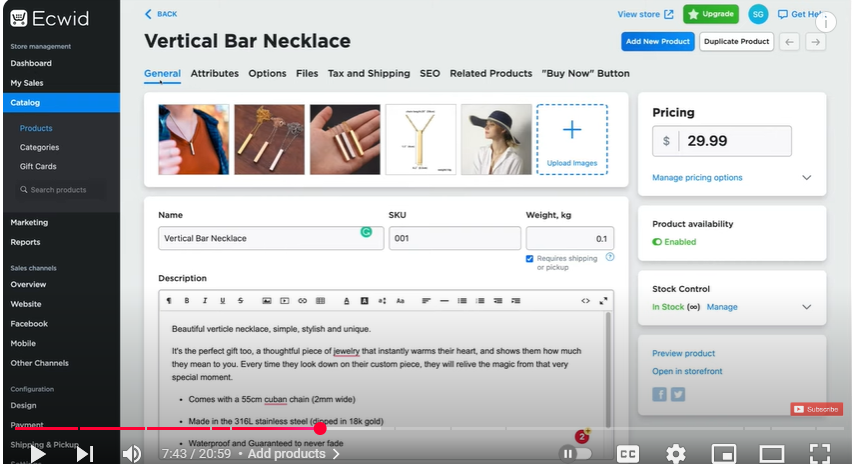 Ecwid
BACK
View store
Upgrade
SG
Get Hel
i
Vertical Bar Necklace
Add New Product
Duplicate Product
Store management
Dashboard
My Sales
Catalog
Products
Categories
Gift Cards
Search products
Marketing
Reports
Sales channels
Overview
Website
Facebook
Mobile
Other Channels
Configuration
Design
Payment
Shipping & Pickup
General Attributes Options Files Tax and Shipping SEO Related Products "Buy Now" Button
Upload Images
Name
SKU
Weight, kg
Vertical Bar Necklace
001
0.1
Requires shipping
or pickup
Description
Beautiful verticle necklace, simple, stylish and unique.
It's the perfect gift too, a thoughtful piece of jewelry that instantly warms their heart, and shows them how much
they mean to you. Every time they look down on their custom piece, they will relive the magic from that very
special moment.
• Comes with a 55cm cuban chain (2mm wide)
• Made in the 316L stainless steel (dipped in 18k gold)
• Waterproof and Guaranteed to never fade
Pricing
$ 29.99
Manage pricing options
Product availability
Enabled
Stock Control
In Stock (∞) Manage
Preview product
Open in storefront
Subscribe
2
7:43 / 20:59 • Add products
CC